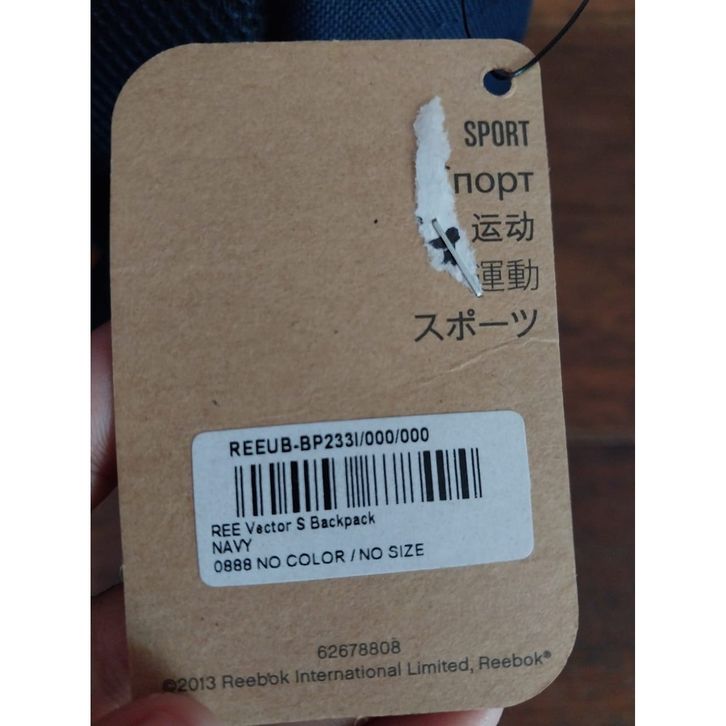 SPORT
порт
运动
運動
スポーツ
REEUB-BP233I/000/000
REE Vector S Backpack
NAVY
0888 NO COLOR / NO SIZE
62678808
©2013 Reebok International Limited, Reebok®